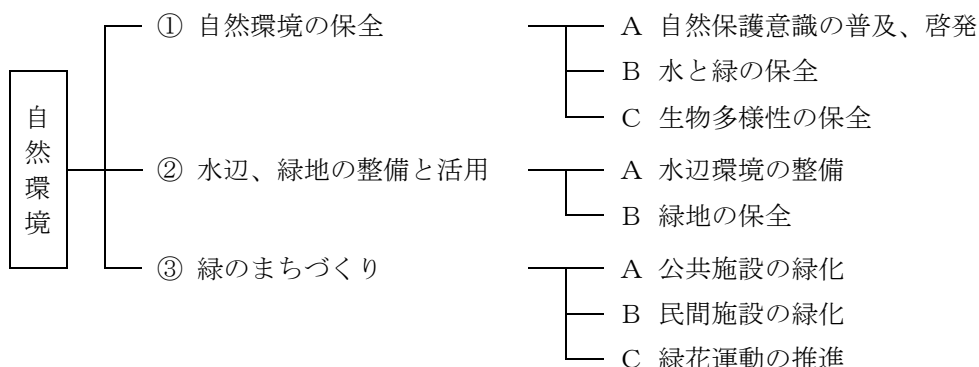 自然環境
① 自然環境の保全
A 自然保護意識の普及、啓発
B 水と緑の保全
C 生物多様性の保全
② 水辺、緑地の整備と活用
A 水辺環境の整備
B 緑地の保全
③ 緑のまちづくり
A 公共施設の緑化
B 民間施設の緑化
C 緑花運動の推進